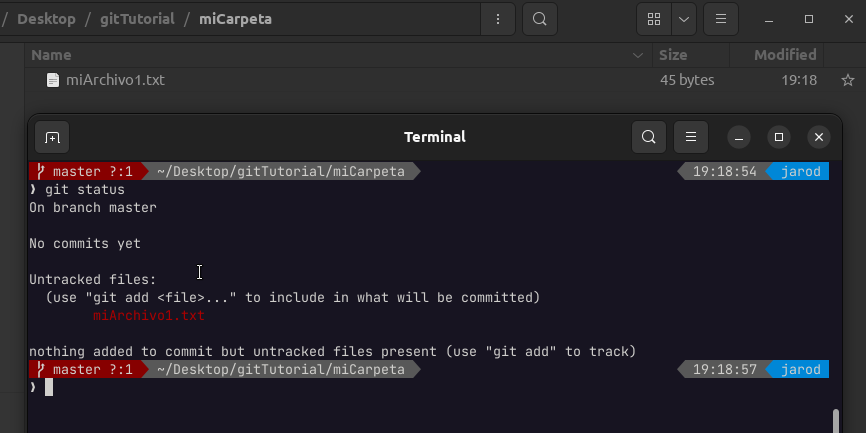 / Desktop / gitTutorial / miCarpeta
Name Size Modified
miArchivo1.txt 45 bytes 19:18
Terminal
master ?:1 ~/Desktop/gitTutorial/miCarpeta 19:18:54 jarod
❯ git status
On branch master
No commits yet
Untracked files:
(use "git add <file>..." to include in what will be committed)
miArchivo1.txt
nothing added to commit but untracked files present (use "git add" to track)
master ?:1 ~/Desktop/gitTutorial/miCarpeta 19:18:57 jarod
❯